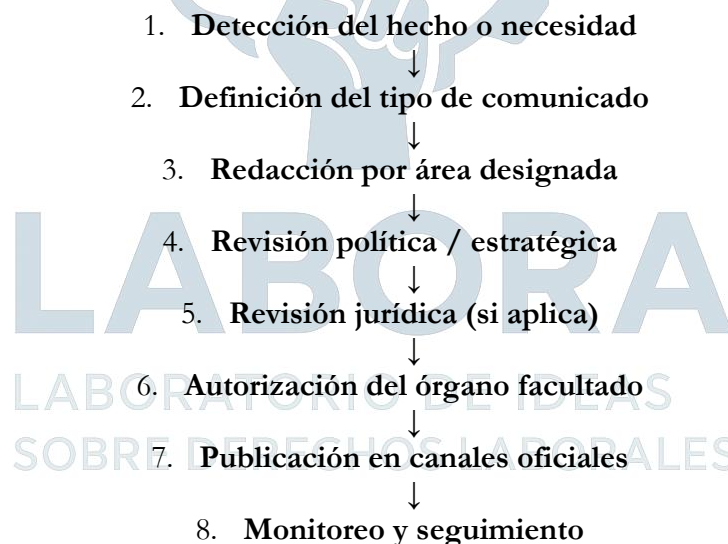 1. Detección del hecho o necesidad
↓
2. Definición del tipo de comunicado
↓
3. Redacción por área designada
↓
4. Revisión política / estratégica
↓
5. Revisión jurídica (si aplica)
↓
6. Autorización del órgano facultado
↓
7. Publicación en canales oficiales
↓
8. Monitoreo y seguimiento
LABORA
LABORATORIO DE IDEAS
SOBRE DERECHOS LABORALES